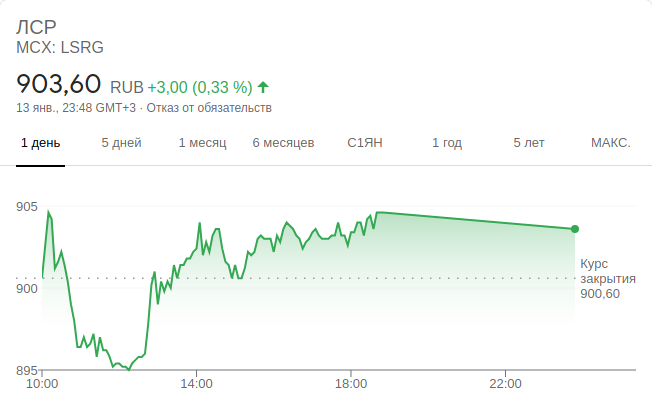 ЛСР
MCX: LSRG
903,60 RUB +3,00 (0,33 %)
13 янв., 23:48 GMT+3 · Отказ от обязательств
1 день 5 дней 1 месяц 6 месяцев С1ЯН 1 год 5 лет МАКС.
905
Курс
закрытия
900,60
900
895
10:00 14:00 18:00 22:00